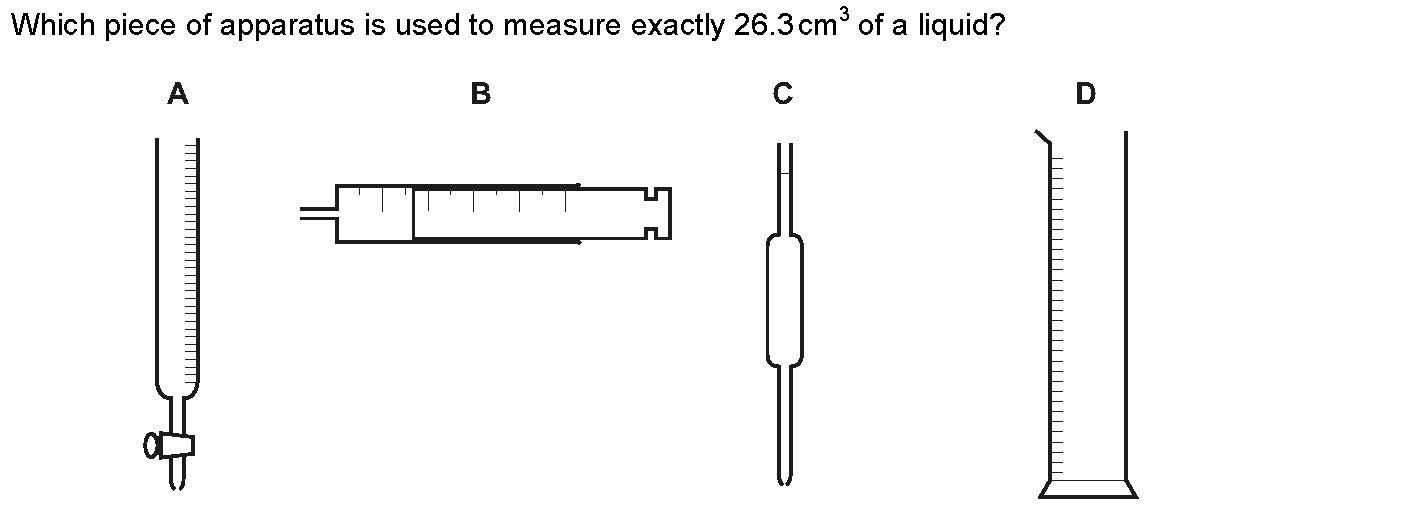 Which piece of apparatus is used to measure exactly 26.3 cm³ of a liquid?
A B C D